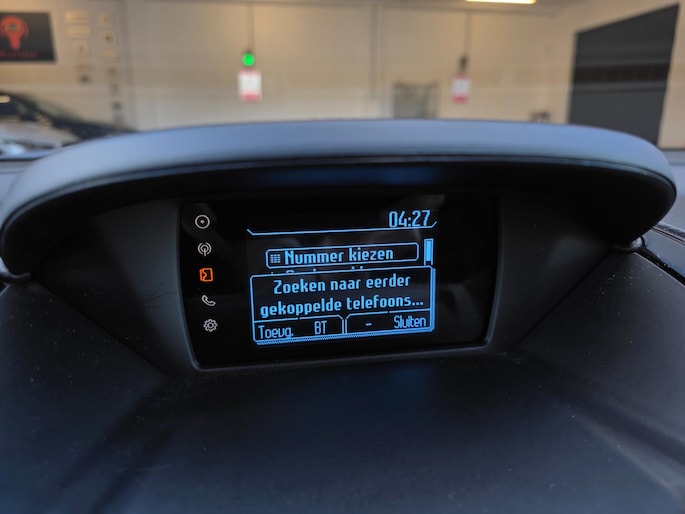 04:27
Nummer kiezen
Zoeken naar eerder
gekoppelde telefoons...
Toevg. BT - Sluiten